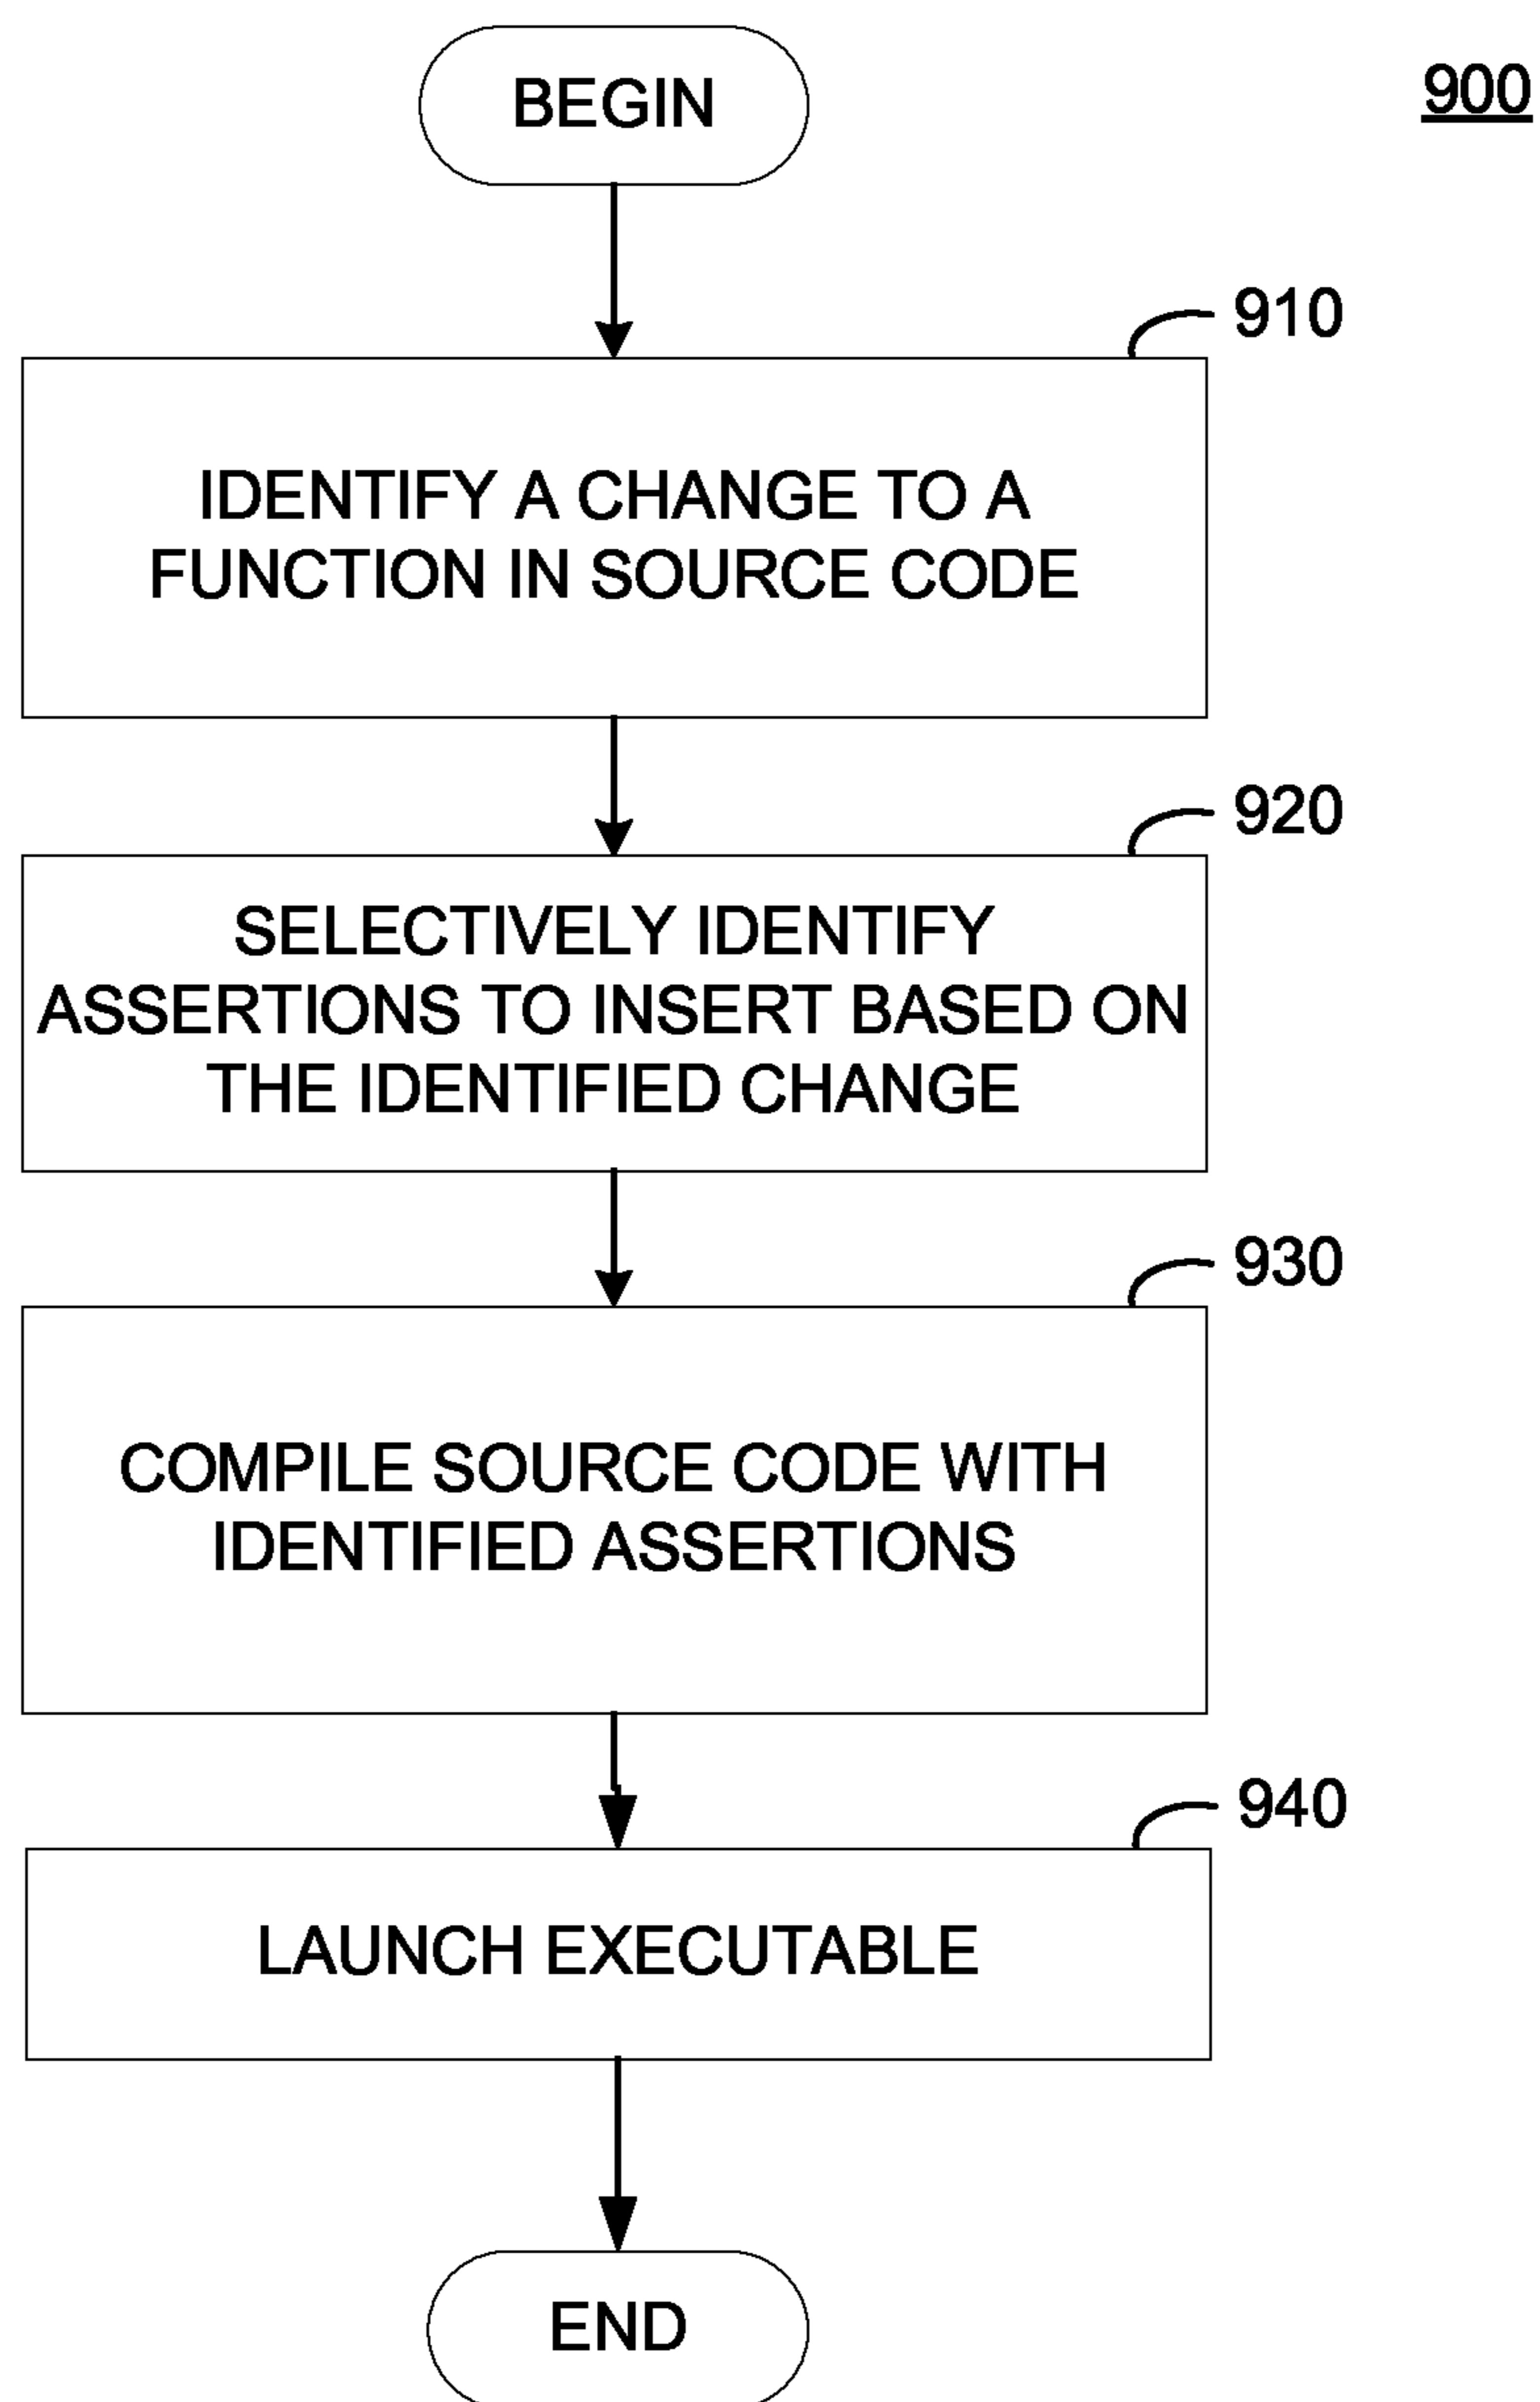 BEGIN
900
910
IDENTIFY A CHANGE TO A
FUNCTION IN SOURCE CODE
920
SELECTIVELY IDENTIFY
ASSERTIONS TO INSERT BASED ON
THE IDENTIFIED CHANGE
930
COMPILE SOURCE CODE WITH
IDENTIFIED ASSERTIONS
940
LAUNCH EXECUTABLE
END